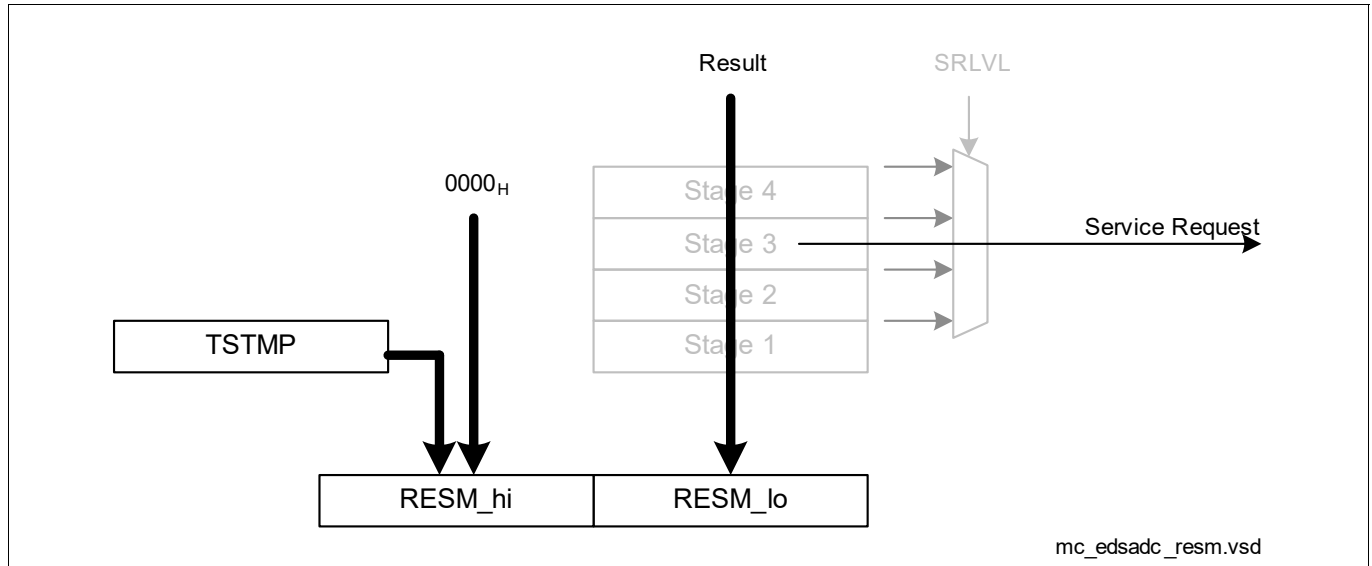 Result
SRLVL
0000H
Stage 4
Stage 3
Service Request
Stage 2
TSTMP
Stage 1
RESM_hi
RESM_lo
mc_edsadc_resm.vsd